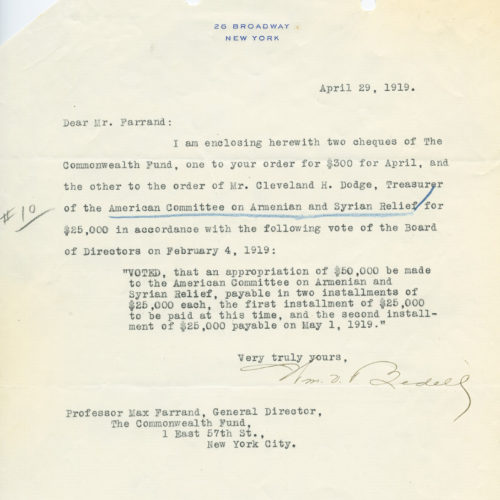 26 BROADWAY
NEW YORK
April 29, 1919.
Dear Mr. Farrand:
I am enclosing herewith two cheques of The
Commonwealth Fund, one to your order for $300 for April, and
the other to the order of Mr. Cleveland H. Dodge, Treasurer
of the American Committee on Armenian and Syrian Relief for
#10
$25,000 in accordance with the following vote of the Board
of Directors on February 4, 1919:
"VOTED, that an appropriation of $50,000 be made
to the American Committee on Armenian and
Syrian Relief, payable in two installments of
$25,000 each, the first installment of $25,000
to be paid at this time, and the second install-
ment of $25,000 payable on May 1, 1919."
Very truly yours,
Wm. J. Bedell
Professor Max Farrand, General Director,
The Commonwealth Fund,
1 East 57th St.,
New York City.